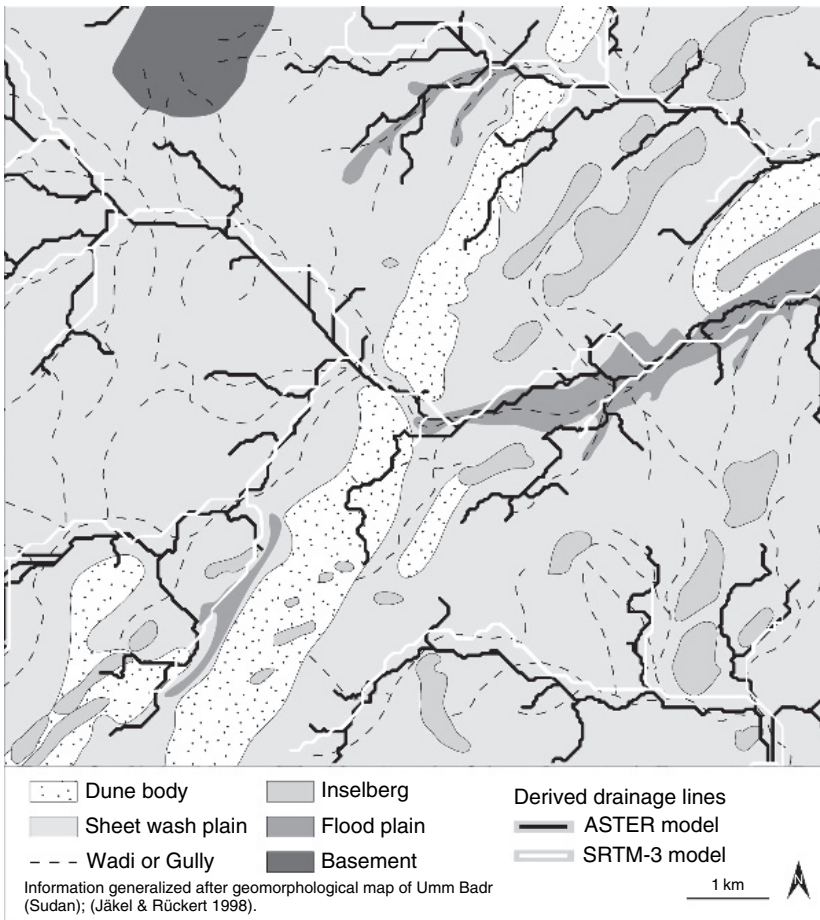 Dune body
Sheet wash plain
Wadi or Gully
Inselberg
Flood plain
Basement
Derived drainage lines
ASTER model
SRTM-3 model
Information generalized after geomorphological map of Umm Badr
(Sudan); (Jäkel & Rückert 1998).
1 km
N